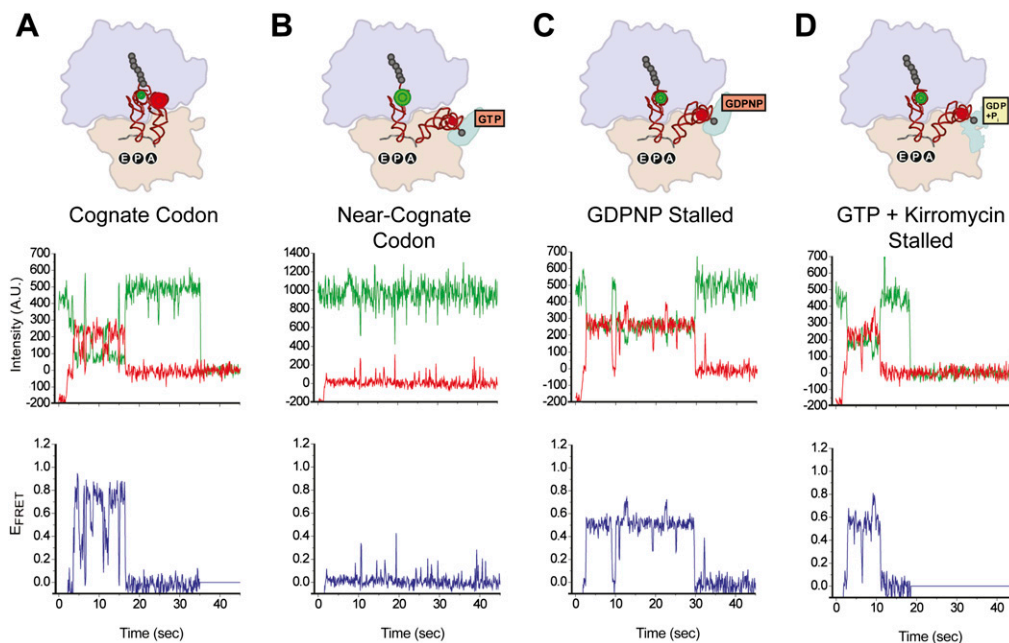 A
B
C
D
GTP
GDPNP
GDP
+Pi
E P A
E P A
E P A
E P A
Cognate Codon
Near-Cognate
Codon
GDPNP Stalled
GTP + Kirromycin
Stalled
Intensity (A.U.)
700
600
500
400
300
200
100
0
-100
-200
1400
1200
1000
800
600
400
200
0
-200
700
600
500
400
300
200
100
0
-100
-200
700
600
500
400
300
200
100
0
-100
-200
EFRET
1.2
1.0
0.8
0.6
0.4
0.2
0.0
1.2
1.0
0.8
0.6
0.4
0.2
0.0
1.2
1.0
0.8
0.6
0.4
0.2
0.0
1.2
1.0
0.8
0.6
0.4
0.2
0.0
0 10 20 30 40
0 10 20 30 40
0 10 20 30 40
0 10 20 30 40
Time (sec)
Time (sec)
Time (sec)
Time (sec)